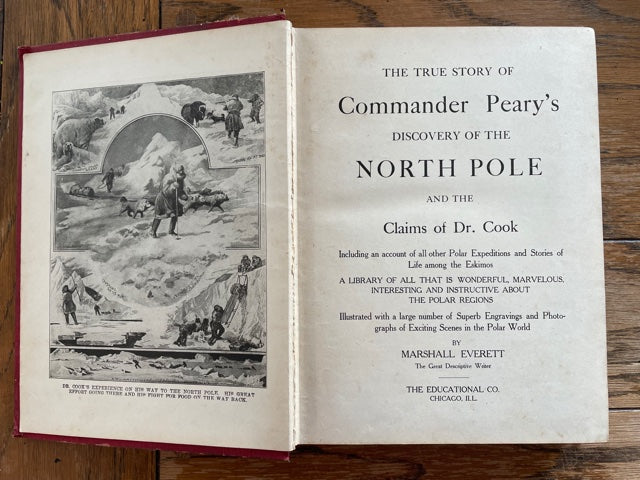 DR. COOK'S EXPERIENCE ON HIS WAY TO THE NORTH POLE. HIS GREAT
EFFORT GOING THERE AND HIS FIGHT FOR FOOD ON THE WAY BACK.
THE TRUE STORY OF
Commander Peary's
DISCOVERY OF THE
NORTH POLE
AND THE
Claims of Dr. Cook
Including an account of all other Polar Expeditions and Stories of
Life among the Eskimos
A LIBRARY OF ALL THAT IS WONDERFUL, MARVELOUS,
INTERESTING AND INSTRUCTIVE ABOUT
THE POLAR REGIONS
Illustrated with a large number of Superb Engravings and Photo-
graphs of Exciting Scenes in the Polar World
BY
MARSHALL EVERETT
The Great Descriptive Writer
THE EDUCATIONAL CO.
CHICAGO, ILL.